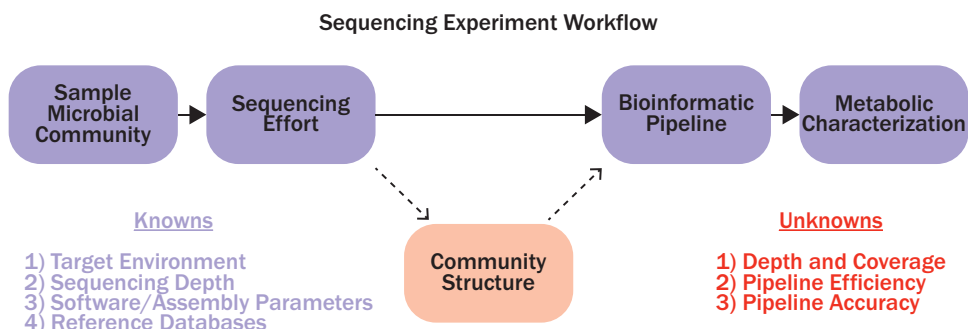 Sequencing Experiment Workflow
Sample
Microbial
Community
Sequencing
Effort
Bioinformatic
Pipeline
Metabolic
Characterization
Community
Structure
Knowns
1) Target Environment
2) Sequencing Depth
3) Software/Assembly Parameters
4) Reference Databases
Unknowns
1) Depth and Coverage
2) Pipeline Efficiency
3) Pipeline Accuracy